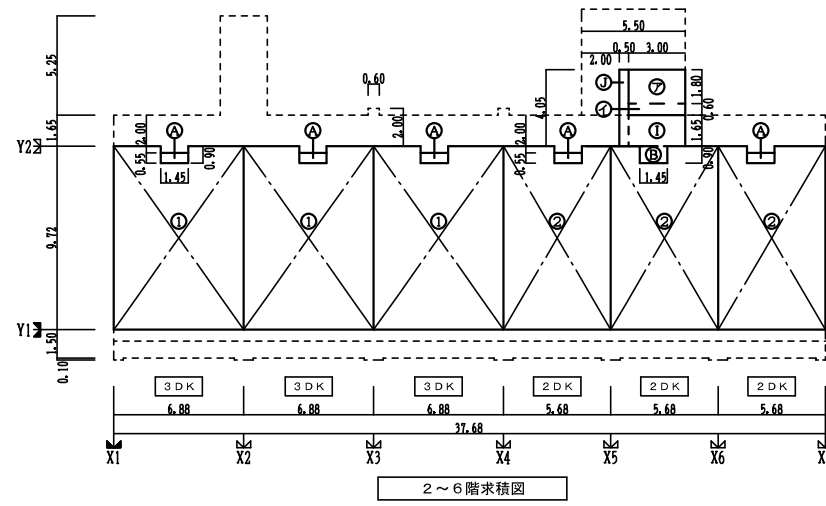 5.50
0.50 3.00
2.00
5.25
0.60
J
ア
1.80
イ
4.05
0.60
1.65
2.00
A
A
2.00
A
2.00
A
I
1.65
A
Y2
0.55
0.90
0.55
B
0.90
1.45
1.45
9.72
①
①
①
②
②
②
Y1
1.50
0.10
3DK
3DK
3DK
2DK
2DK
2DK
6.88
6.88
6.88
5.68
5.68
5.68
37.68
X1
X2
X3
X4
X5
X6
X
2～6階求積図